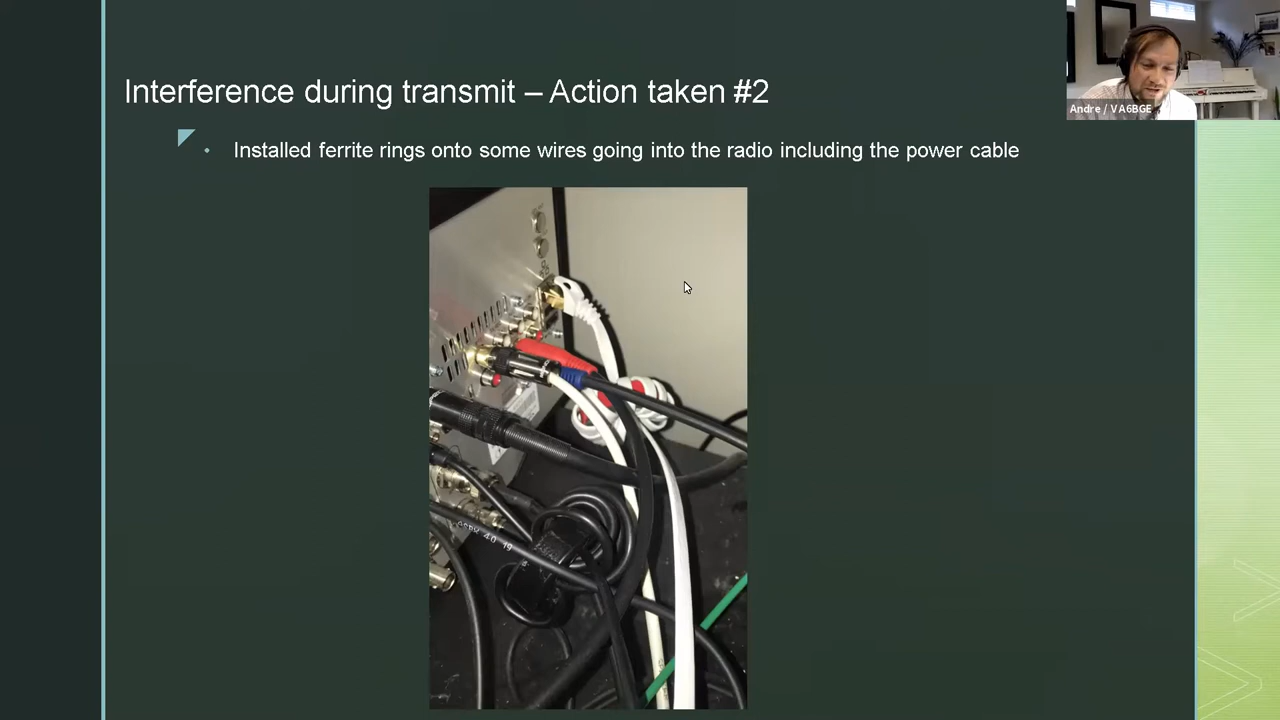 Interference during transmit – Action taken #2
Andre / VA6BGE
• Installed ferrite rings onto some wires going into the radio including the power cable